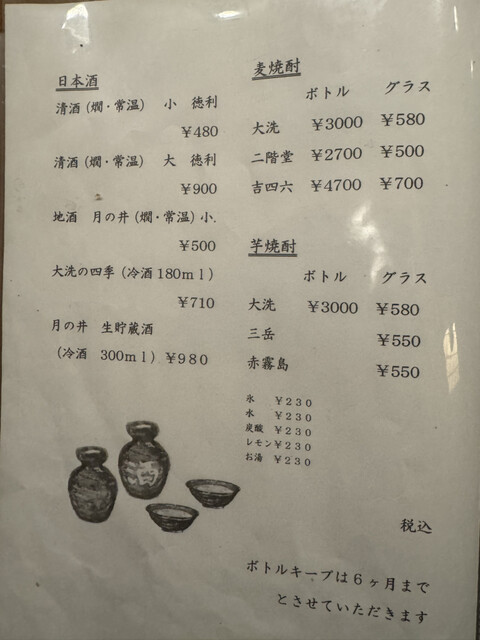 日本酒
清酒（燗・常温） 小 徳利
￥480
清酒（燗・常温） 大 徳利
￥900
地酒 月の井（燗・常温）小.
￥500
大洗の四季（冷酒180ｍｌ）
￥710
月の井 生貯蔵酒
（冷酒 300ｍｌ）￥980
麦焼酎
ボトル グラス
大洗 ￥3000 ￥580
二階堂 ￥2700 ￥500
吉四六 ￥4700 ￥700
芋焼酎
ボトル グラス
大洗 ￥3000 ￥580
三岳 ￥550
赤霧島 ￥550
氷 ￥２３０
水 ￥２３０
炭酸 ￥２３０
レモン ￥２３０
お湯 ￥２３０
税込
ボトルキープは６ヶ月まで
とさせていただきます